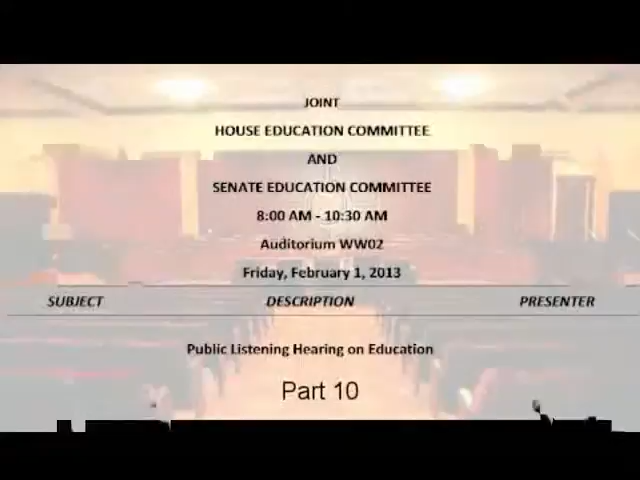 JOINT
HOUSE EDUCATION COMMITTEE
AND
SENATE EDUCATION COMMITTEE
8:00 AM - 10:30 AM
Auditorium WW02
Friday, February 1, 2013
SUBJECT DESCRIPTION PRESENTER
Public Listening Hearing on Education
Part 10